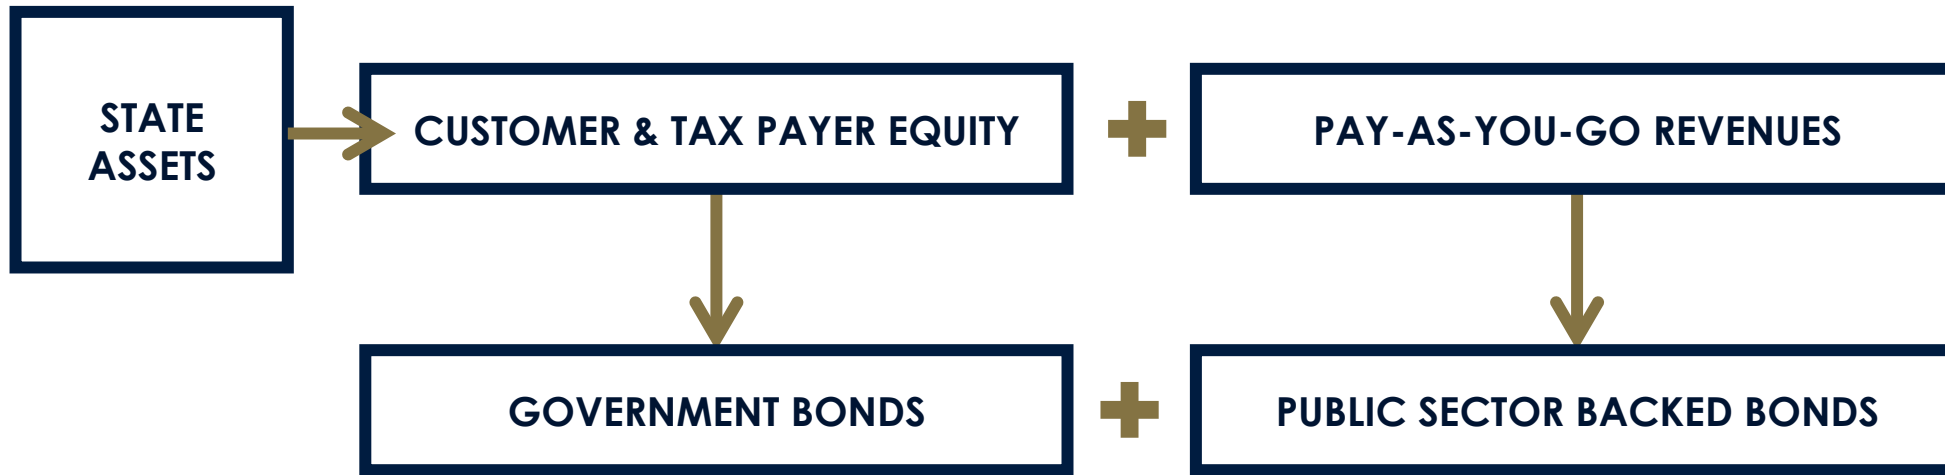 STATE
ASSETS
CUSTOMER & TAX PAYER EQUITY
PAY-AS-YOU-GO REVENUES
GOVERNMENT BONDS
PUBLIC SECTOR BACKED BONDS